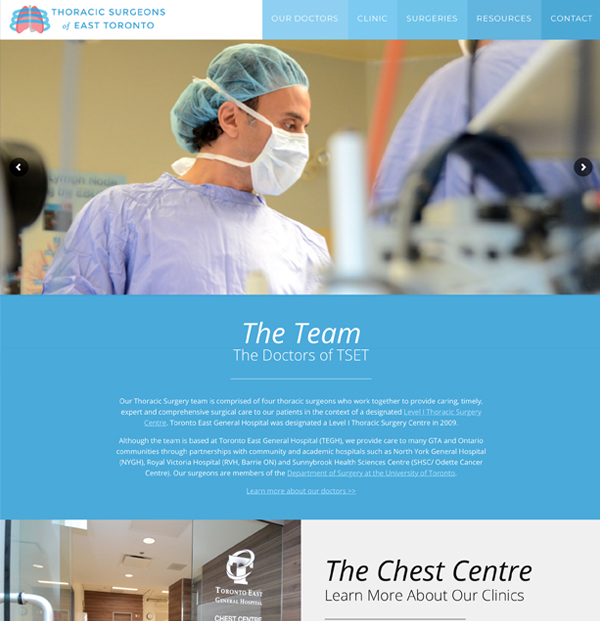 THORACIC SURGEONS
of EAST TORONTO
OUR DOCTORS CLINIC SURGERIES RESOURCES CONTACT
The Team
The Doctors of TSET
Our Thoracic Surgery team is comprised of four thoracic surgeons who work together to provide caring, timely,
expert and comprehensive surgical care to our patients in the context of a designated Level I Thoracic Surgery
Centre. Toronto East General Hospital was designated a Level I Thoracic Surgery Centre in 2009.
Although the team is based at Toronto East General Hospital (TEGH), we provide care to many GTA and Ontario
communities through partnerships with community and academic hospitals such as North York General Hospital
(NYGH), Royal Victoria Hospital (RVH, Barrie ON) and Sunnybrook Health Sciences Centre (SHSC/ Odette Cancer
Centre). Our surgeons are members of the Department of Surgery at the University of Toronto.
Learn more about our doctors >>
TORONTO EAST
GENERAL HOSPITAL
CHEST CENTRE
The Chest Centre
Learn More About Our Clinics